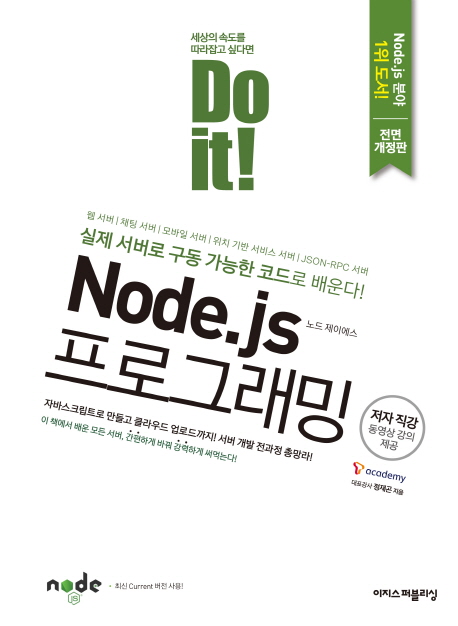 세상의 속도를
따라잡고 싶다면
Do
it!
Node.js 분야
1위 도서!
전면
개정판
웹 서버 | 채팅 서버 | 모바일 서버 | 위치 기반 서비스 서버 | JSON-RPC 서버
실제 서버로 구동 가능한 코드로 배운다!
Node.js
노드 제이에스
프로그래밍
자바스크립트로 만들고 클라우드 업로드까지! 서버 개발 전과정 총망라!
이 책에서 배운 모든 서버, 간편하게 바꿔 강력하게 써먹는다!
저자 직강
동영상 강의
제공
T academy
대표강사 정재곤 지음
node
JS
• 최신 Current 버전 사용!
이지스퍼블리싱